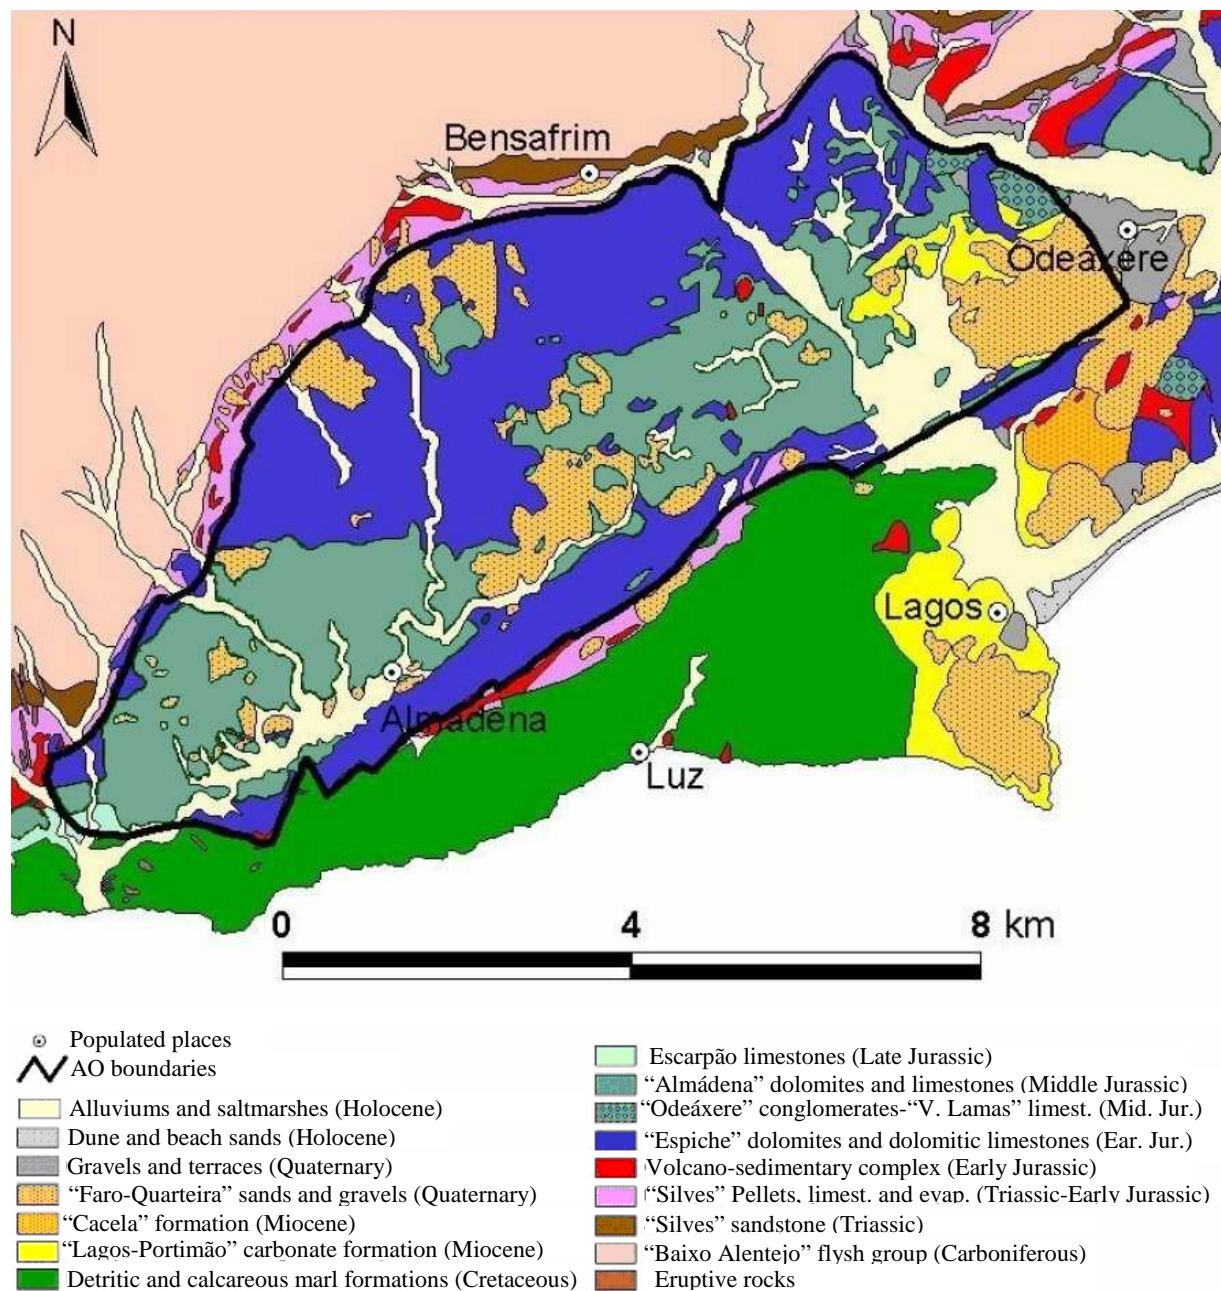 N
Bensafrim
Odeáxere
Lagos
Almadena
Luz
0 4 8 km
Populated places
AO boundaries
Alluviums and saltmarshes (Holocene)
Dune and beach sands (Holocene)
Gravels and terraces (Quaternary)
“Faro-Quarteira” sands and gravels (Quaternary)
“Cacela” formation (Miocene)
“Lagos-Portimão” carbonate formation (Miocene)
Detritic and calcareous marl formations (Cretaceous)
Escarpão limestones (Late Jurassic)
“Almádena” dolomites and limestones (Middle Jurassic)
“Odeáxere” conglomerates-“V. Lamas” limest. (Mid. Jur.)
“Espiche” dolomites and dolomitic limestones (Ear. Jur.)
Volcano-sedimentary complex (Early Jurassic)
“Silves” Pellets, limest. and evap. (Triassic-Early Jurassic)
“Silves” sandstone (Triassic)
“Baixo Alentejo” flysh group (Carboniferous)
Eruptive rocks